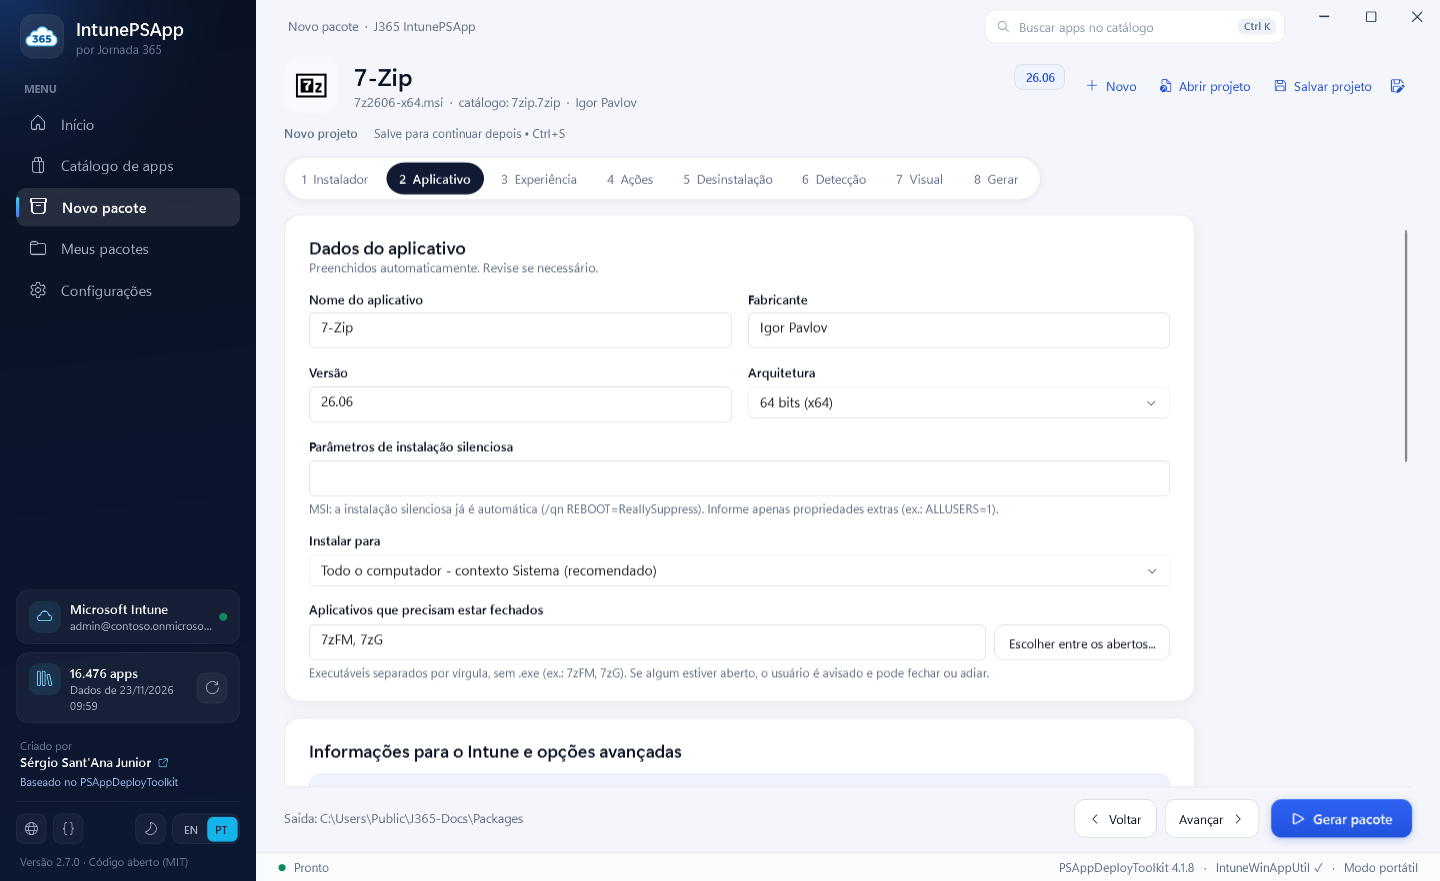 365
IntunePSApp
por Jornada 365
MENU
Início
Catálogo de apps
Novo pacote
Meus pacotes
Configurações
Microsoft Intune
admin@contoso.onmicroso...
16.476 apps
Dados de 23/11/2026
09:59
Criado por
Sérgio Sant'Ana Junior
Baseado no PSAppDeployToolkit
{}
EN PT
Versão 2.7.0 · Código aberto (MIT)
Novo pacote · J365 IntunePSApp
Buscar apps no catálogo Ctrl K
7z
7-Zip
7z2606-x64.msi · catálogo: 7zip.7zip · Igor Pavlov
26.06
Novo
Abrir projeto
Salvar projeto
Novo projeto Salve para continuar depois • Ctrl+S
1 Instalador
2 Aplicativo
3 Experiência
4 Ações
5 Desinstalação
6 Detecção
7 Visual
8 Gerar
Dados do aplicativo
Preenchidos automaticamente. Revise se necessário.
Nome do aplicativo
7-Zip
Fabricante
Igor Pavlov
Versão
26.06
Arquitetura
64 bits (x64)
Parâmetros de instalação silenciosa
MSI: a instalação silenciosa já é automática (/qn REBOOT=ReallySuppress). Informe apenas propriedades extras (ex.: ALLUSERS=1).
Instalar para
Todo o computador - contexto Sistema (recomendado)
Aplicativos que precisam estar fechados
7zFM, 7zG
Escolher entre os abertos...
Executáveis separados por vírgula, sem .exe (ex.: 7zFM, 7zG). Se algum estiver aberto, o usuário é avisado e pode fechar ou adiar.
Informações para o Intune e opções avançadas
Saída: C:\Users\Public\J365-Docs\Packages
Voltar
Avançar
Gerar pacote
Pronto
PSAppDeployToolkit 4.1.8 · IntuneWinAppUtil ✓ · Modo portátil